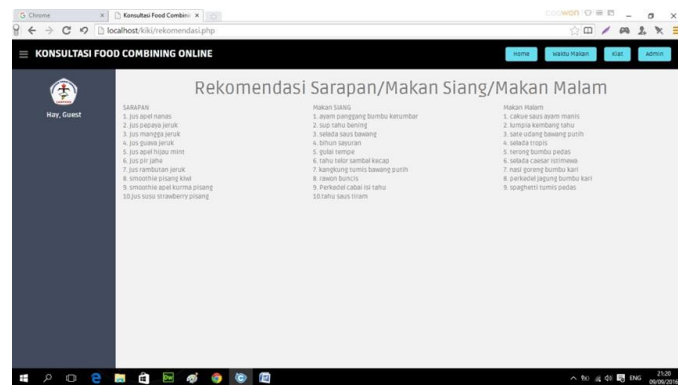 Chrome
Konsultasi Food Combin
coowon
localhost/kiki/rekomendasi.php
KONSULTASI FOOD COMBINING ONLINE
Home
Waktu Makan
Kiat
Admin
Hay, Guest
Rekomendasi Sarapan/Makan Siang/Makan Malam
SARAPAN
1. jus apel nanas
2. jus pepaya jeruk
3. jus mangga jeruk
4. jus guava jeruk
5. jus apel hijau mint
6. jus pir jahe
7. jus rambutan jeruk
8. smoothie pisang kiwi
9. smoothie apel kurma pisang
10.jus susu strawberry pisang
Makan SIANG
1. ayam panggang bumbu ketumbar
2. sup tahu bening
3. selada saus bawang
4. bihun sayuran
5. gulai tempe
6. tahu telor sambal kecap
7. kangkung tumis bawang putih
8. rawon buncis
9. Perkedel cabai isi tahu
10.tahu saus tiram
Makan Malam
1. cakue saus ayam manis
2. lumpia kembang tahu
3. sate udang bawang putih
4. selada tropis
5. terong bumbu pedas
6. selada caesar istimewa
7. nasi goreng bumbu kari
8. perkedel jagung bumbu kari
9. spaghetti tumis pedas
ENG
21:20
09/09/2016